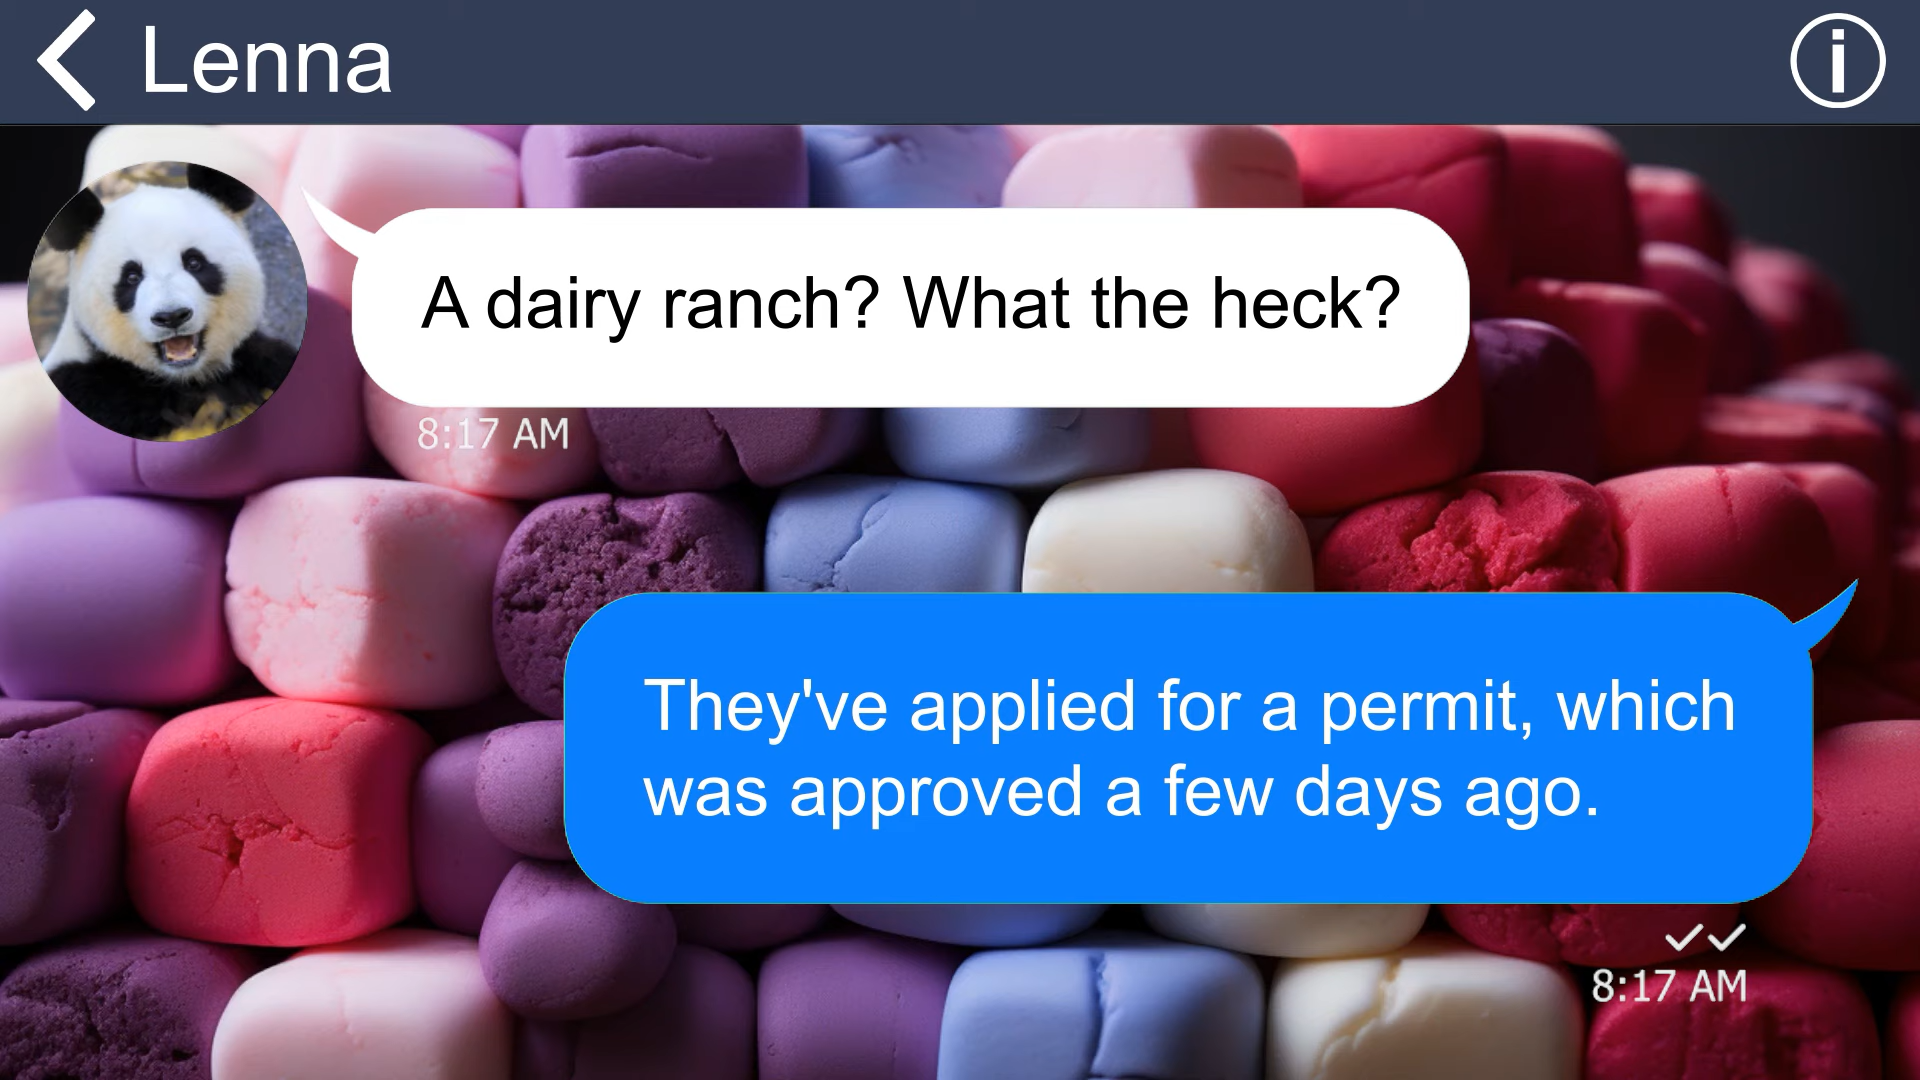 Lenna
A dairy ranch? What the heck?
8:17 AM
They've applied for a permit, which
was approved a few days ago.
8:17 AM